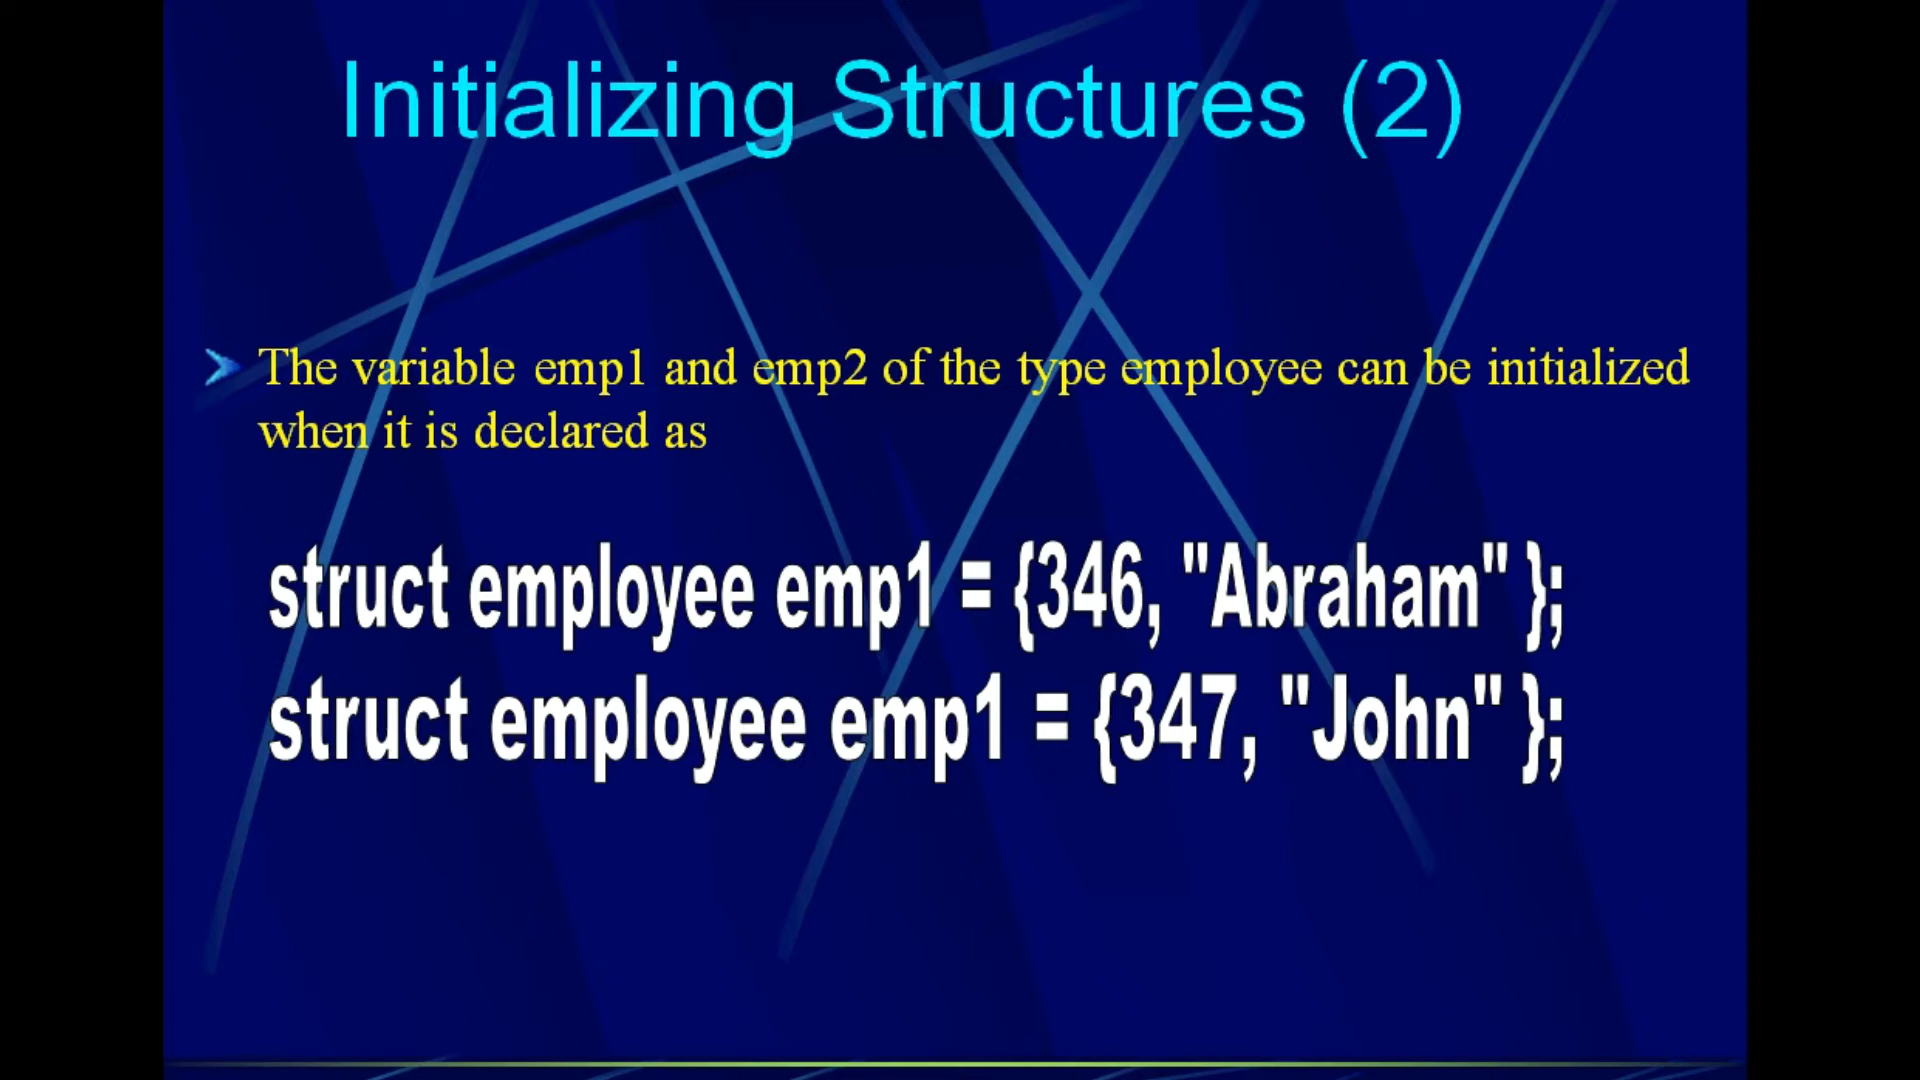 Initializing Structures (2)
The variable emp1 and emp2 of the type employee can be initialized
when it is declared as
struct employee emp1 = {346, "Abraham" };
struct employee emp1 = {347, "John" };